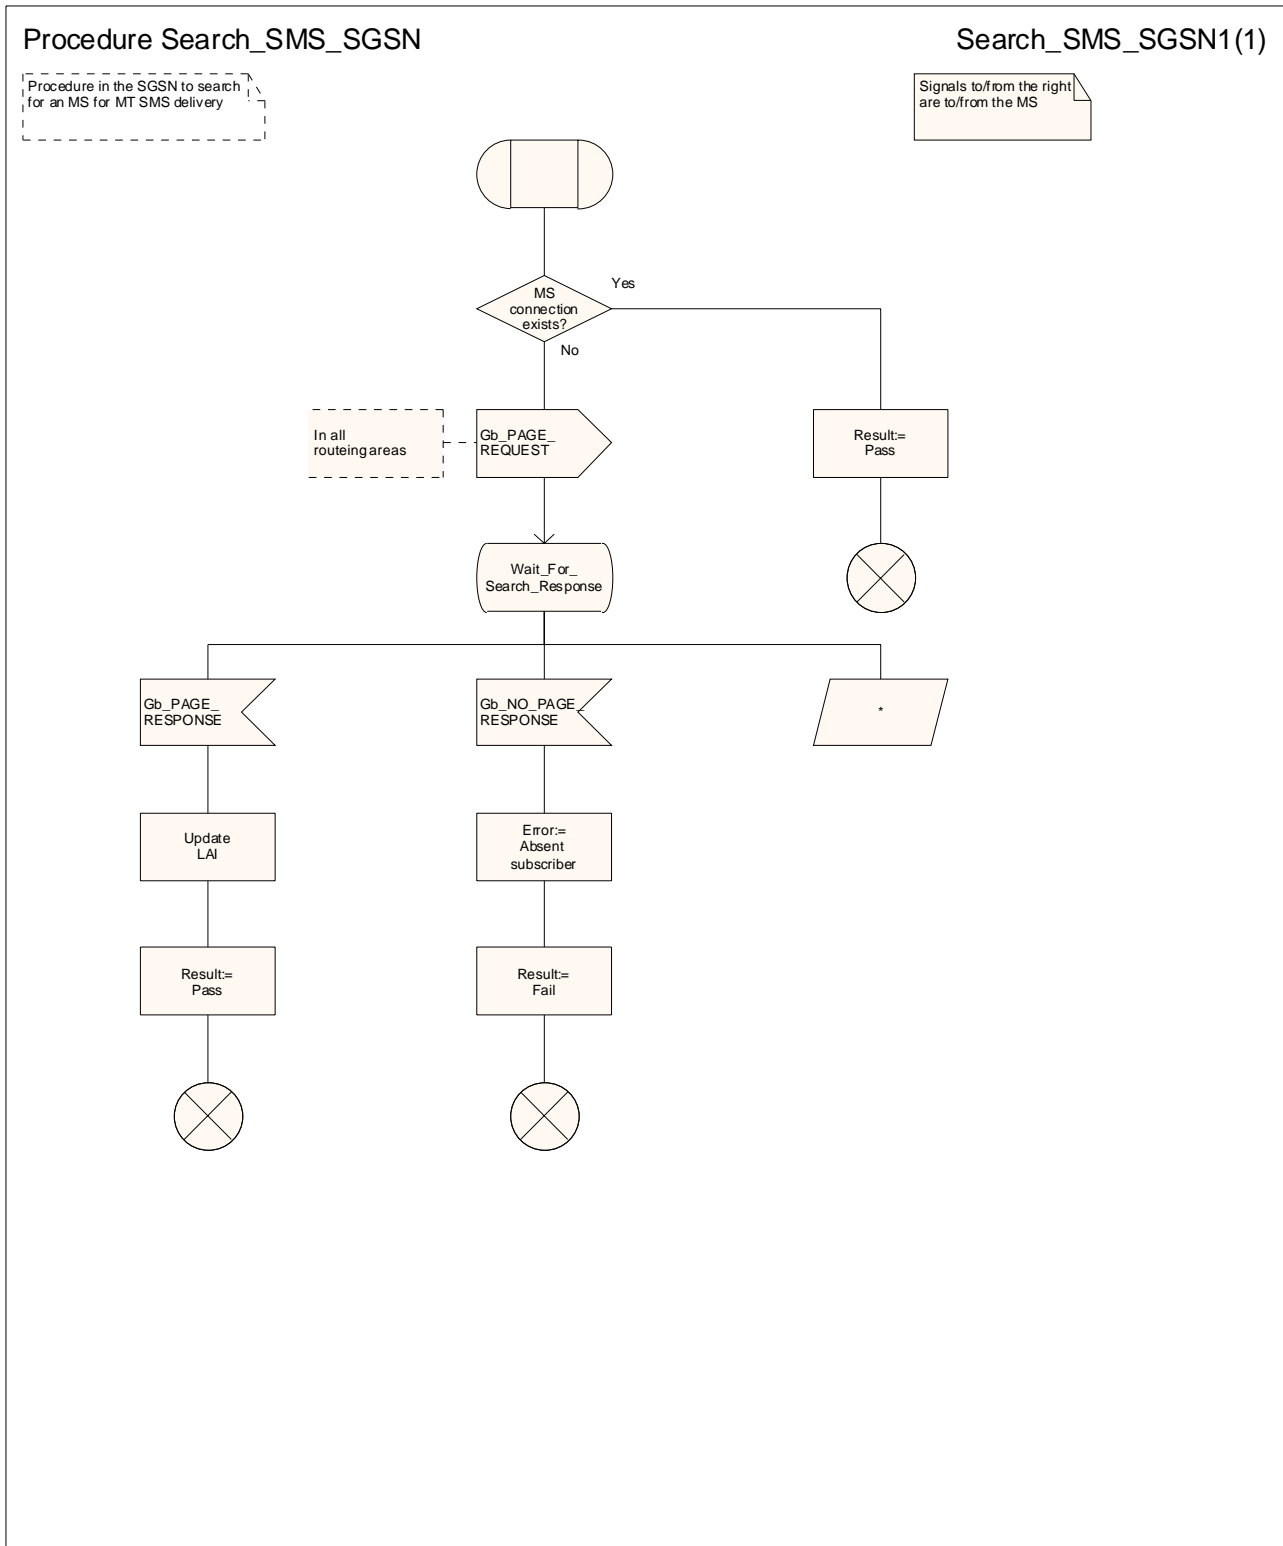 Procedure Search_SMS_SGSN
Search_SMS_SGSN1(1)
Procedure in the SGSN to search
for an MS for MT SMS delivery
Signals to/from the right
are to/from the MS
MS
connection
exists?
Yes
No
In all
routeing areas
Gb_PAGE_
REQUEST
Result:=
Pass
Wait_For_
Search_Response
Gb_PAGE_
RESPONSE
Gb_NO_PAGE_
RESPONSE
*
Update
LAI
Error:=
Absent
subscriber
Result:=
Pass
Result:=
Fail